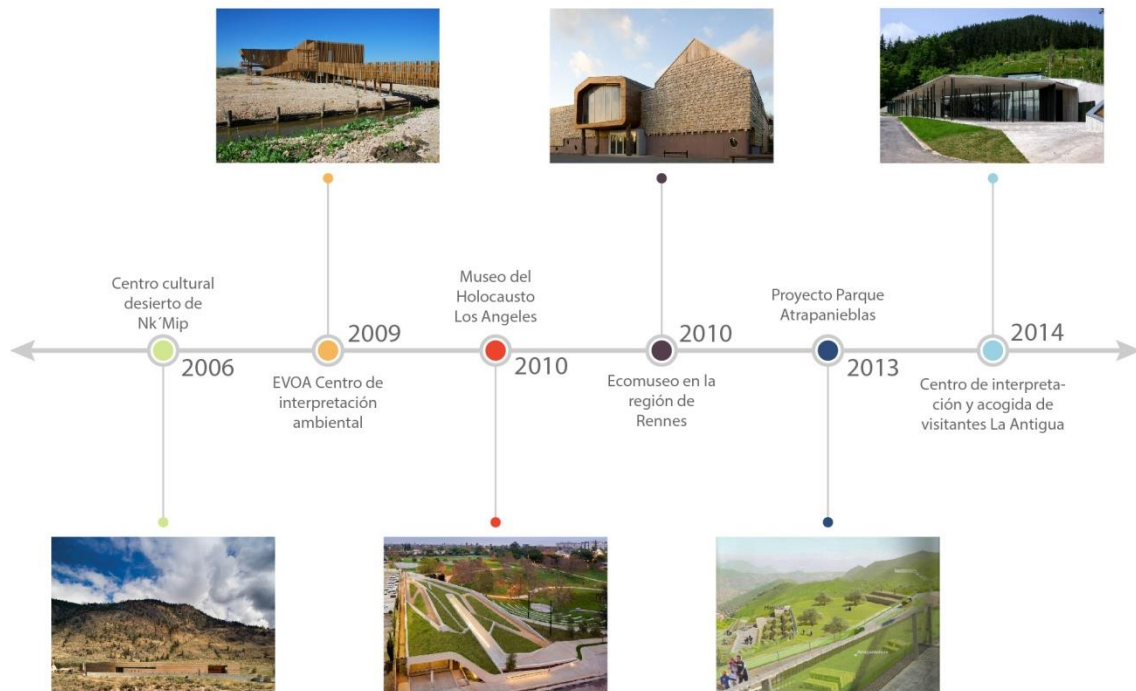 Centro cultural
desierto de
Nk´Mip
2006
2009
EVOA Centro de
interpretación
ambiental
Museo del
Holocausto
Los Angeles
2010
2010
Ecomuseo en la
región de
Rennes
Proyecto Parque
Atrapanieblas
2013
2014
Centro de interpreta-
ción y acogida de
visitantes La Antigua